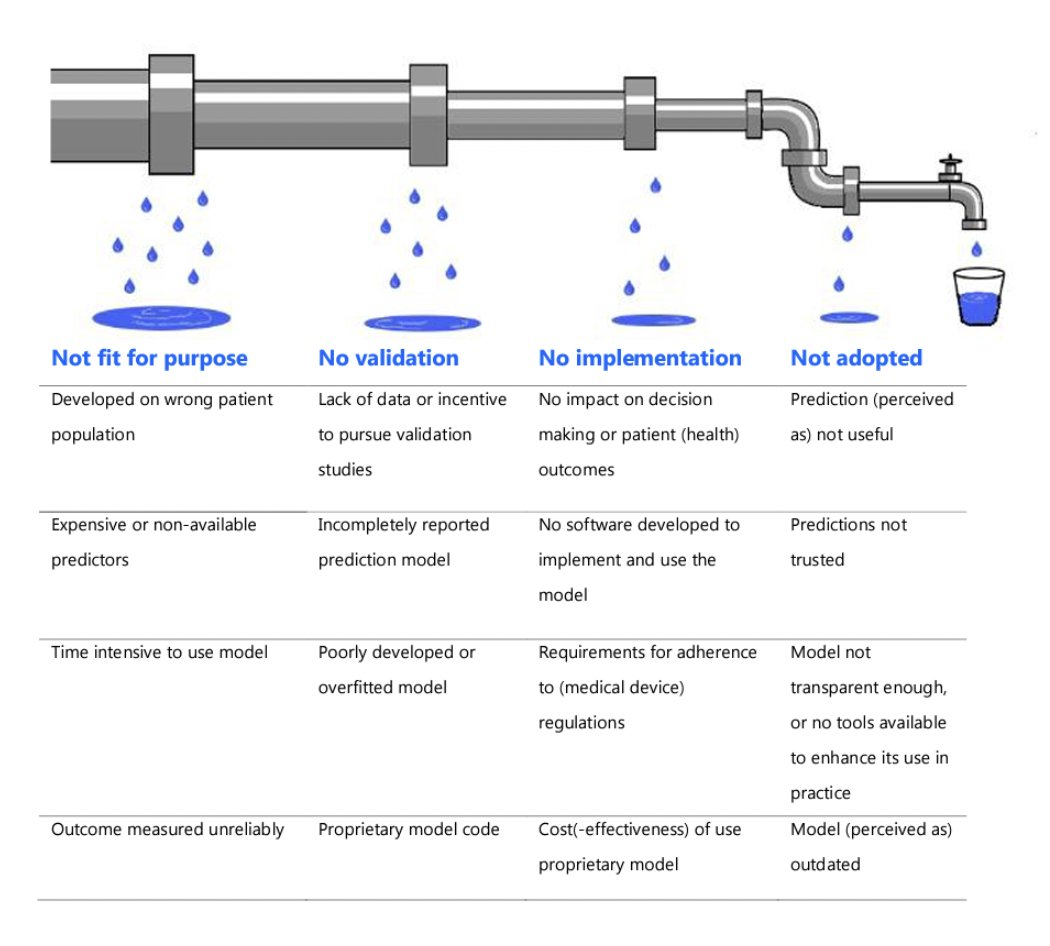 Not fit for purpose
No validation
No implementation
Not adopted
Developed on wrong patient
population
Lack of data or incentive
to pursue validation
studies
No impact on decision
making or patient (health)
outcomes
Prediction (perceived
as) not useful
Expensive or non-available
predictors
Incompletely reported
prediction model
No software developed to
implement and use the
model
Predictions not
trusted
Time intensive to use model
Poorly developed or
overfitted model
Requirements for adherence
to (medical device)
regulations
Model not
transparent enough,
or no tools available
to enhance its use in
practice
Outcome measured unreliably
Proprietary model code
Cost(-effectiveness) of use
proprietary model
Model (perceived as)
outdated